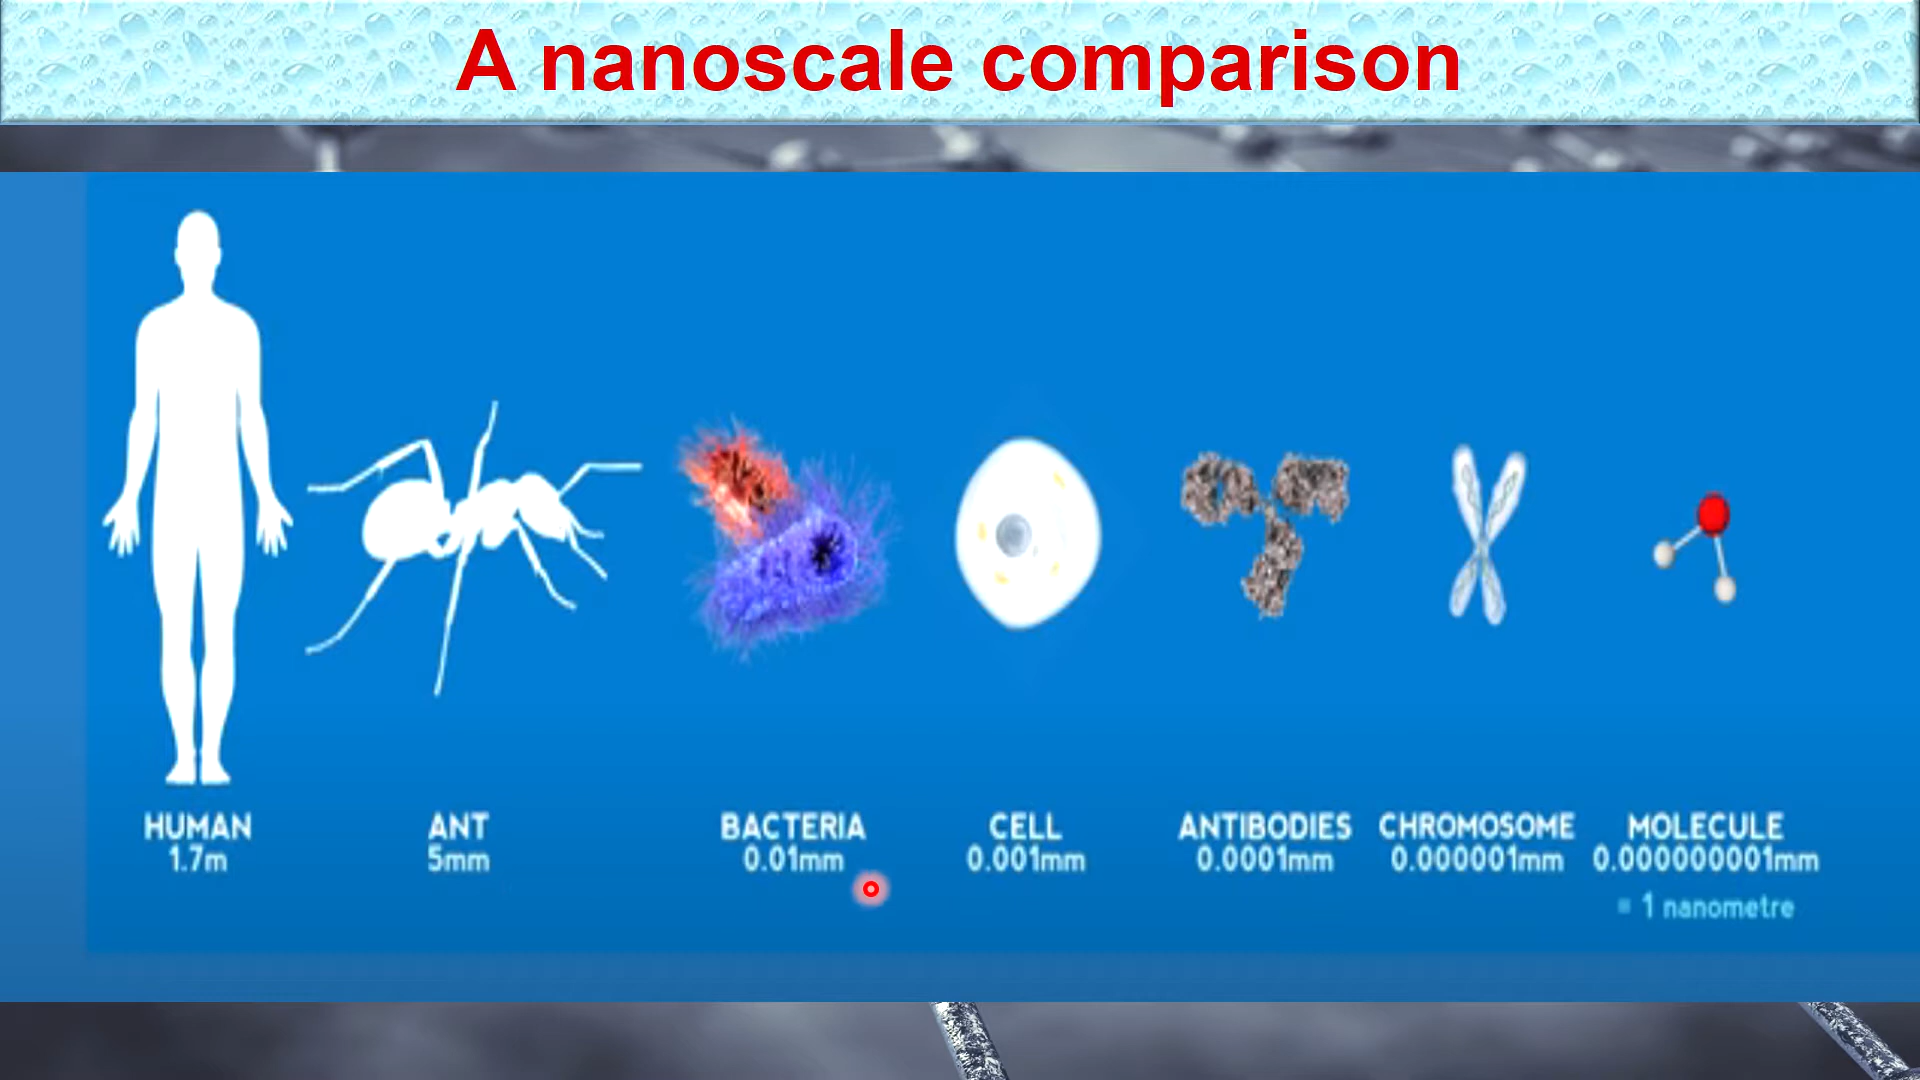 A nanoscale comparison
HUMAN
1.7m
ANT
5mm
BACTERIA
0.01mm
CELL
0.001mm
ANTIBODIES
0.0001mm
CHROMOSOME
0.000001mm
MOLECULE
0.000000001mm
= 1 nanometre